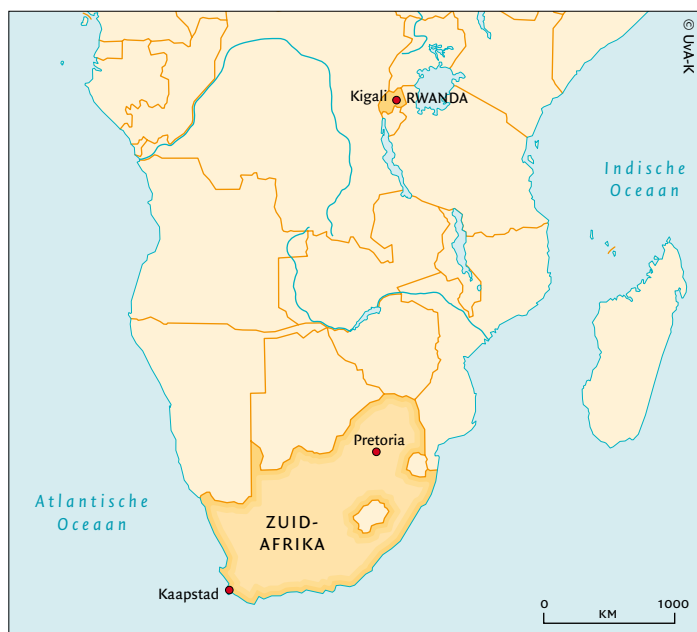 © UvA-K
Kigali
RWANDA
Indische
Oceaan
Pretoria
Atlantische
Oceaan
ZUID-
AFRIKA
Kaapstad
0 1000
KM